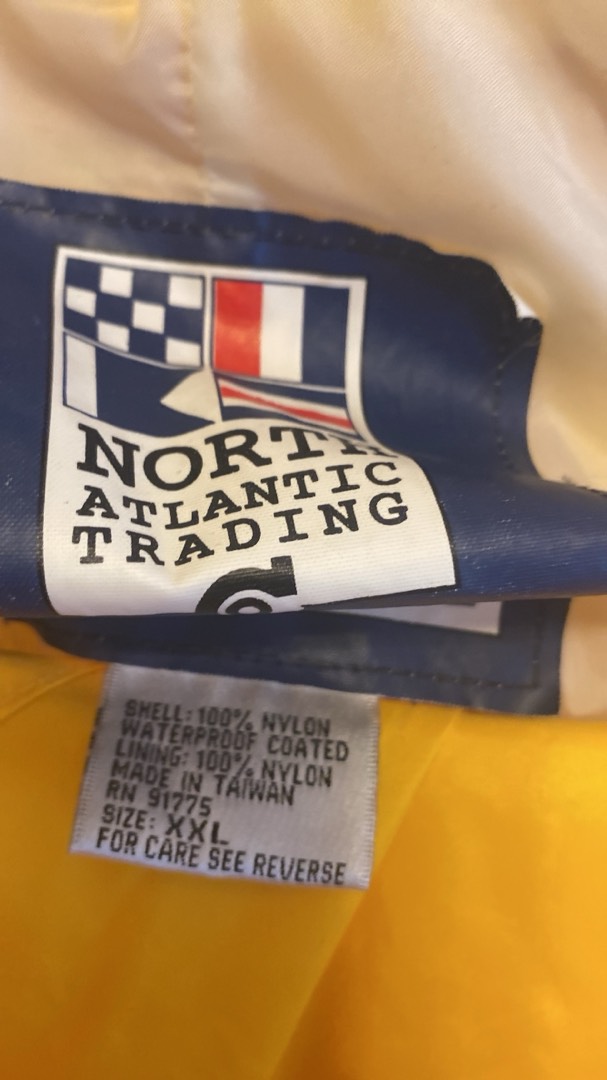 NORTH
ATLANTIC
TRADING
SHELL: 100% NYLON
WATERPROOF COATED
LINING: 100% NYLON
MADE IN TAIWAN
RN 91775
SIZE: XXL
FOR CARE SEE REVERSE